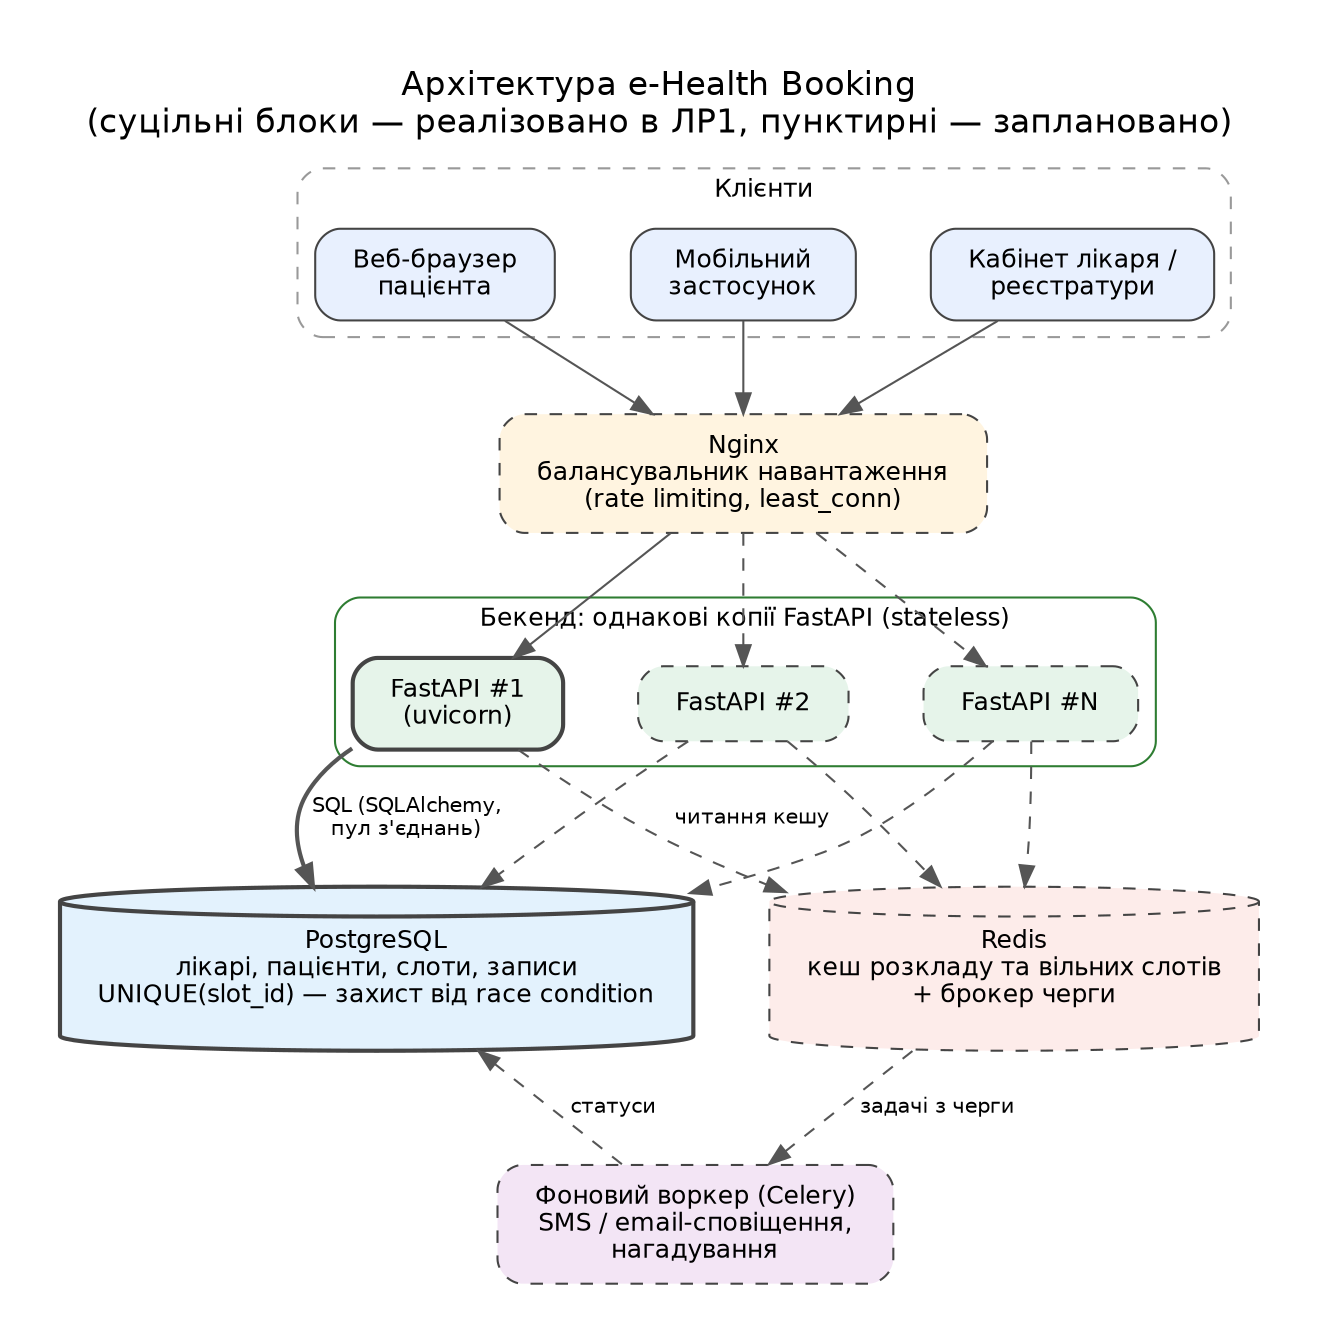 Архітектура e-Health Booking
(суцільні блоки — реалізовано в ЛР1, пунктирні — заплановано)
Клієнти
Веб-браузер
пацієнта
Мобільний
застосунок
Кабінет лікаря /
реєстратури
Nginx
балансувальник навантаження
(rate limiting, least_conn)
Бекенд: однакові копії FastAPI (stateless)
FastAPI #1
(uvicorn)
FastAPI #2
FastAPI #N
SQL (SQLAlchemy,
пул з'єднань)
читання кешу
PostgreSQL
лікарі, пацієнти, слоти, записи
UNIQUE(slot_id) — захист від race condition
Redis
кеш розкладу та вільних слотів
+ брокер черги
статуси
задачі з черги
Фоновий воркер (Celery)
SMS / email-сповіщення,
нагадування